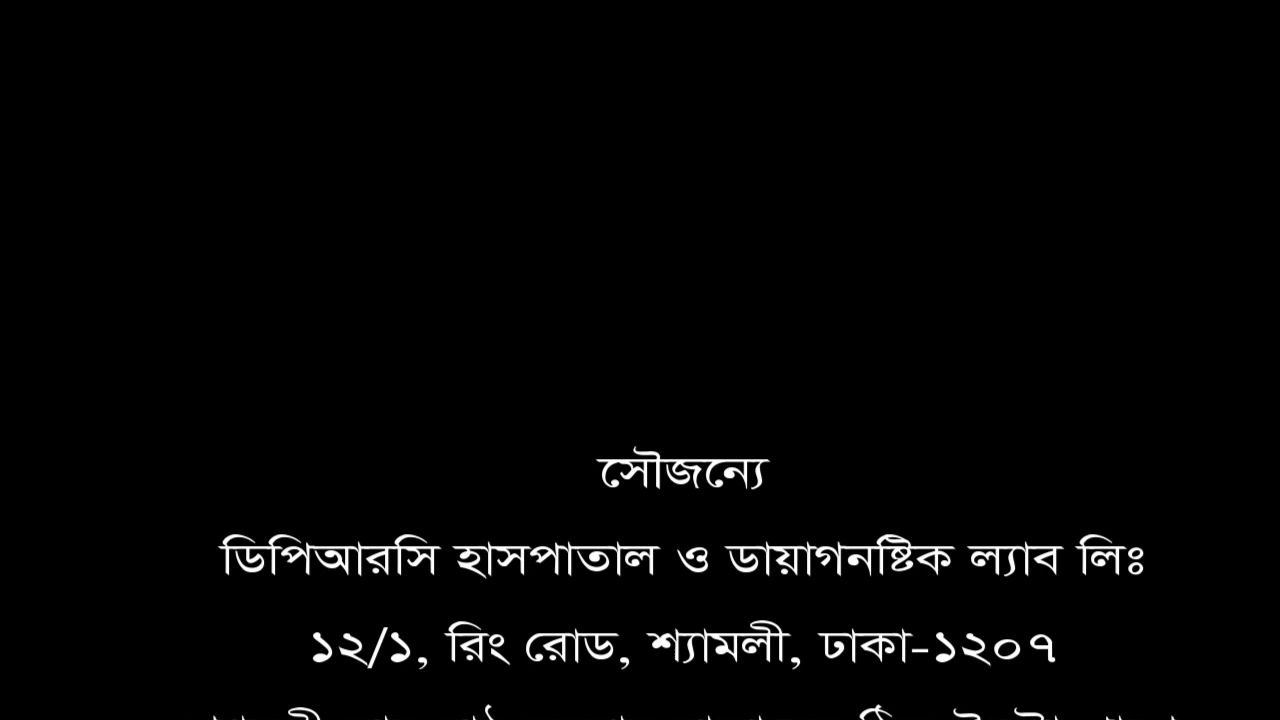 সৌজন্যে
ডিপিআরসি হাসপাতাল ও ডায়াগনষ্টিক ল্যাব লিঃ
১২/১, রিং রোড, শ্যামলী, ঢাকা-১২০৭